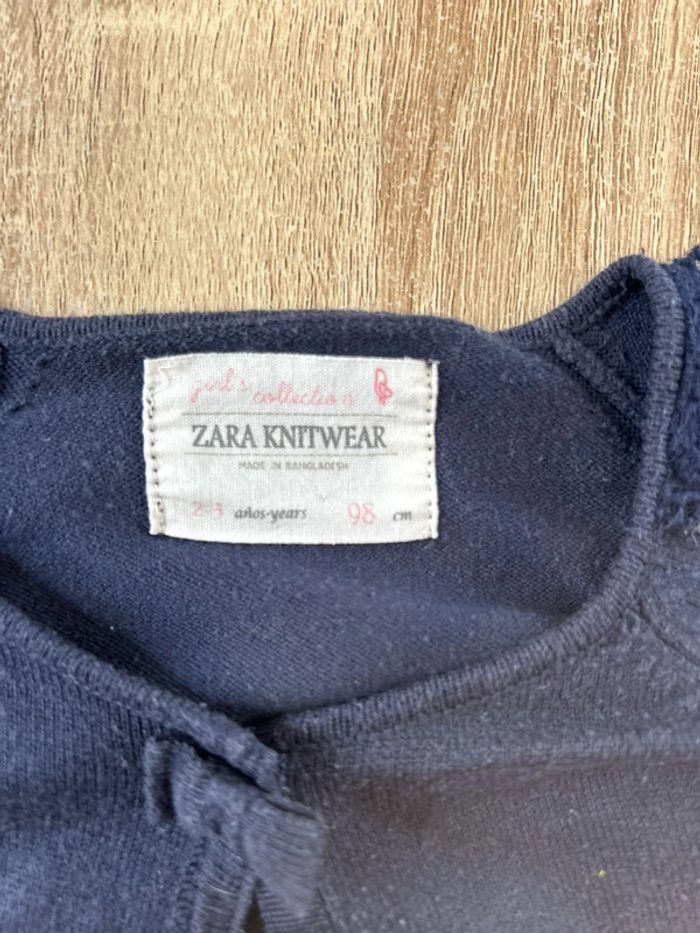 girl's
collection
ZARA KNITWEAR
MADE IN BANGLADESH
2-3 años-years 98 cm